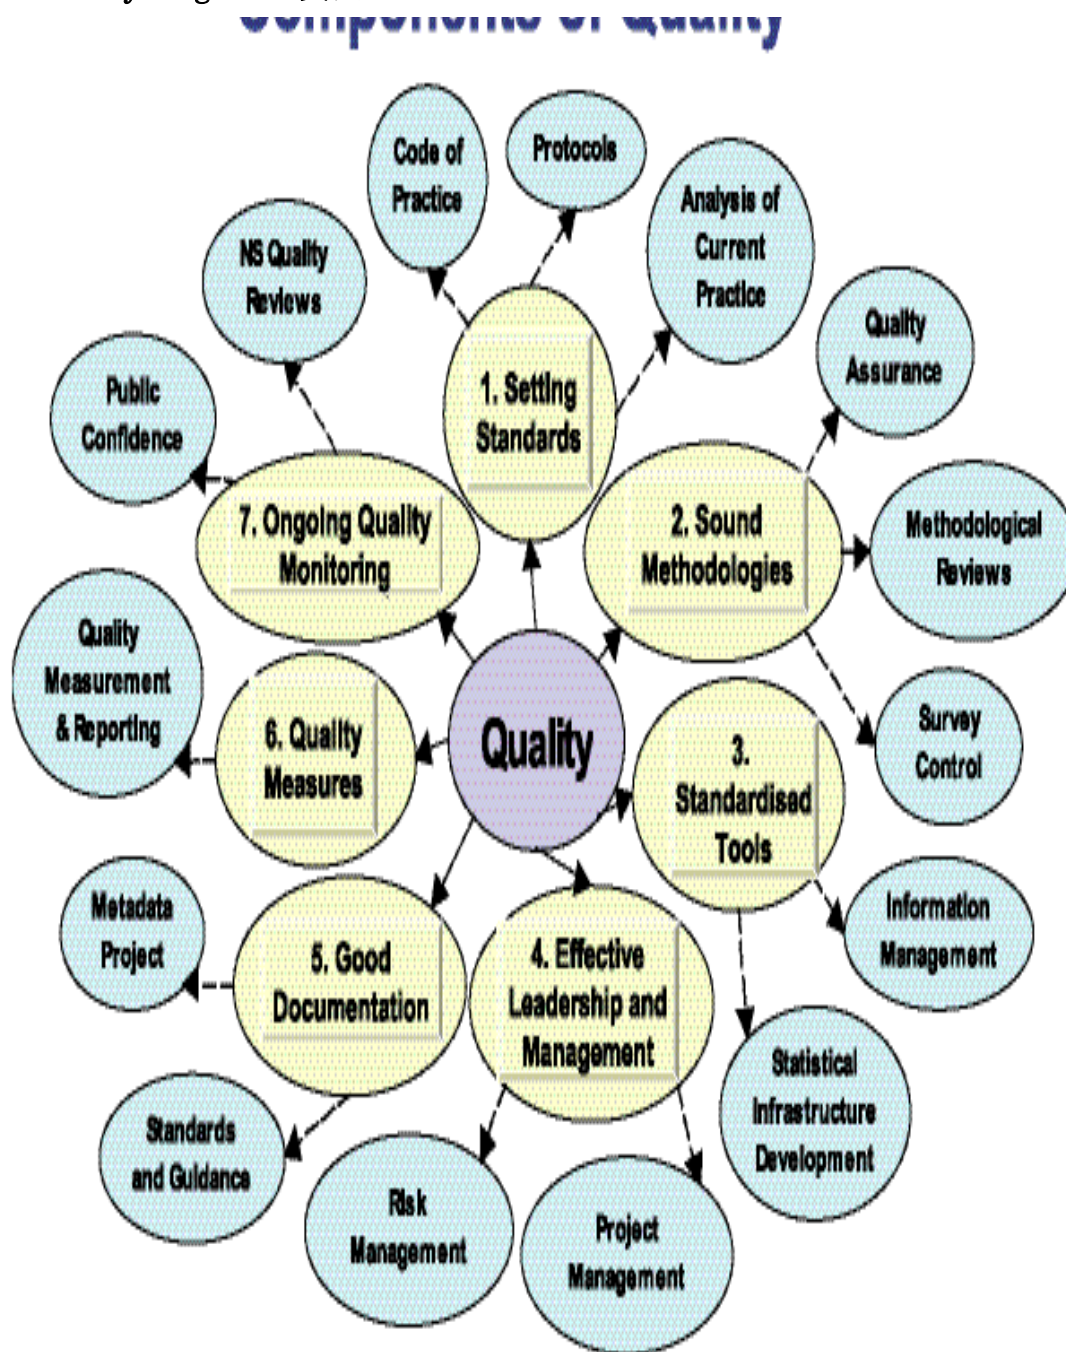 Components of Quality
Code of
Practice
Protocols
Analysis of
Current
Practice
NS Quality
Reviews
Quality
Assurance
Public
Confidence
1. Setting
Standards
7. Ongoing Quality
Monitoring
2. Sound
Methodologies
Methodological
Reviews
Quality
Measurement
& Reporting
6. Quality
Measures
Quality
3.
Standardised
Tools
Survey
Control
Metadata
Project
5. Good
Documentation
4. Effective
Leadership and
Management
Information
Management
Statistical
Infrastructure
Development
Standards
and Guidance
Risk
Management
Project
Management